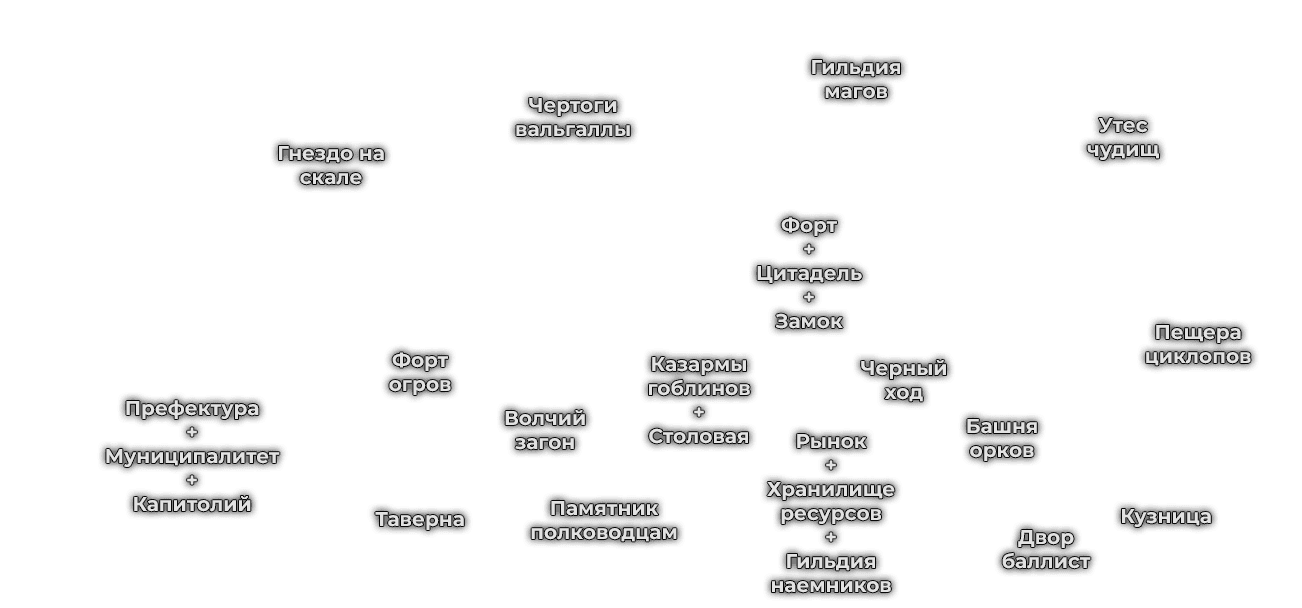 Гильдия
магов
Чертоги
вальгаллы
Утес
чудищ
Гнездо на
скале
Форт
+
Цитадель
+
Замок
Пещера
циклопов
Форт
огров
Казармы
гоблинов
+
Столовая
Черный
ход
Префектура
+
Муниципалитет
+
Капитолий
Волчий
загон
Башня
орков
Рынок
+
Хранилище
ресурсов
+
Гильдия
наемников
Таверна
Памятник
полководцам
Кузница
Двор
баллист